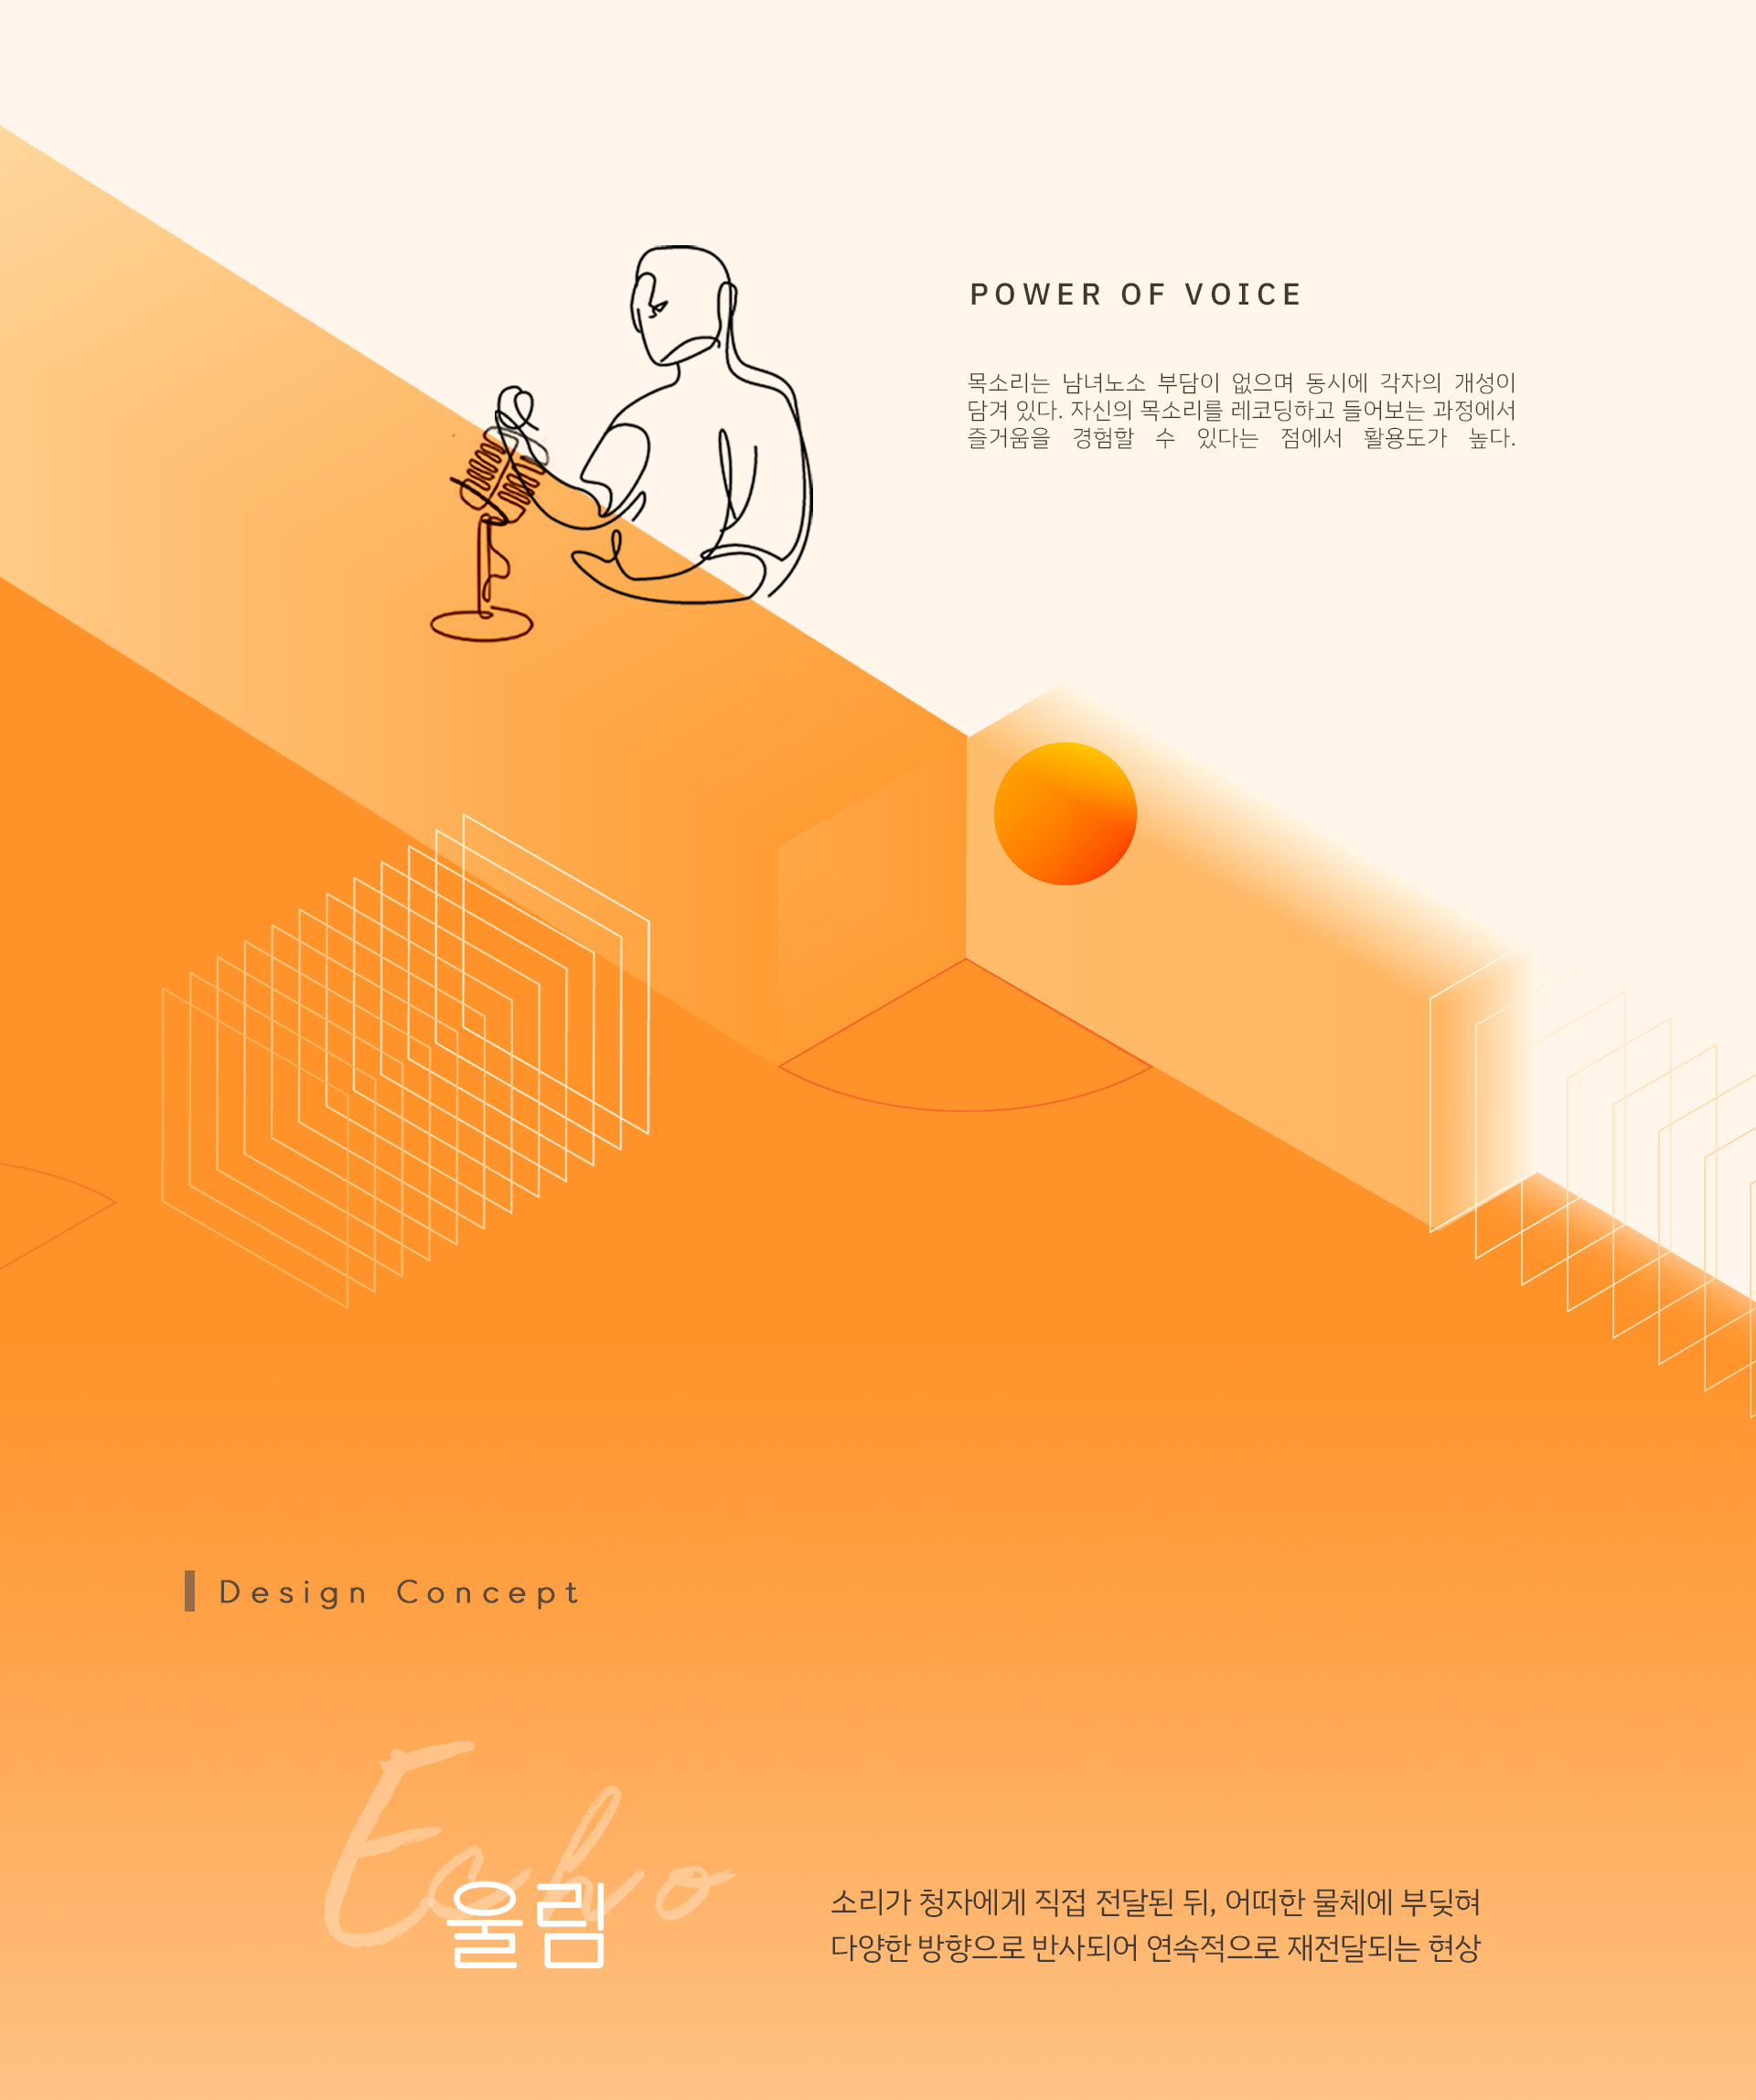 POWER OF VOICE
목소리는 남녀노소 부담이 없으며 동시에 각자의 개성이
담겨 있다. 자신의 목소리를 레코딩하고 들어보는 과정에서
즐거움을 경험할 수 있다는 점에서 활용도가 높다.
Design Concept
Echo
울림
소리가 청자에게 직접 전달된 뒤, 어떠한 물체에 부딪혀
다양한 방향으로 반사되어 연속적으로 재전달되는 현상